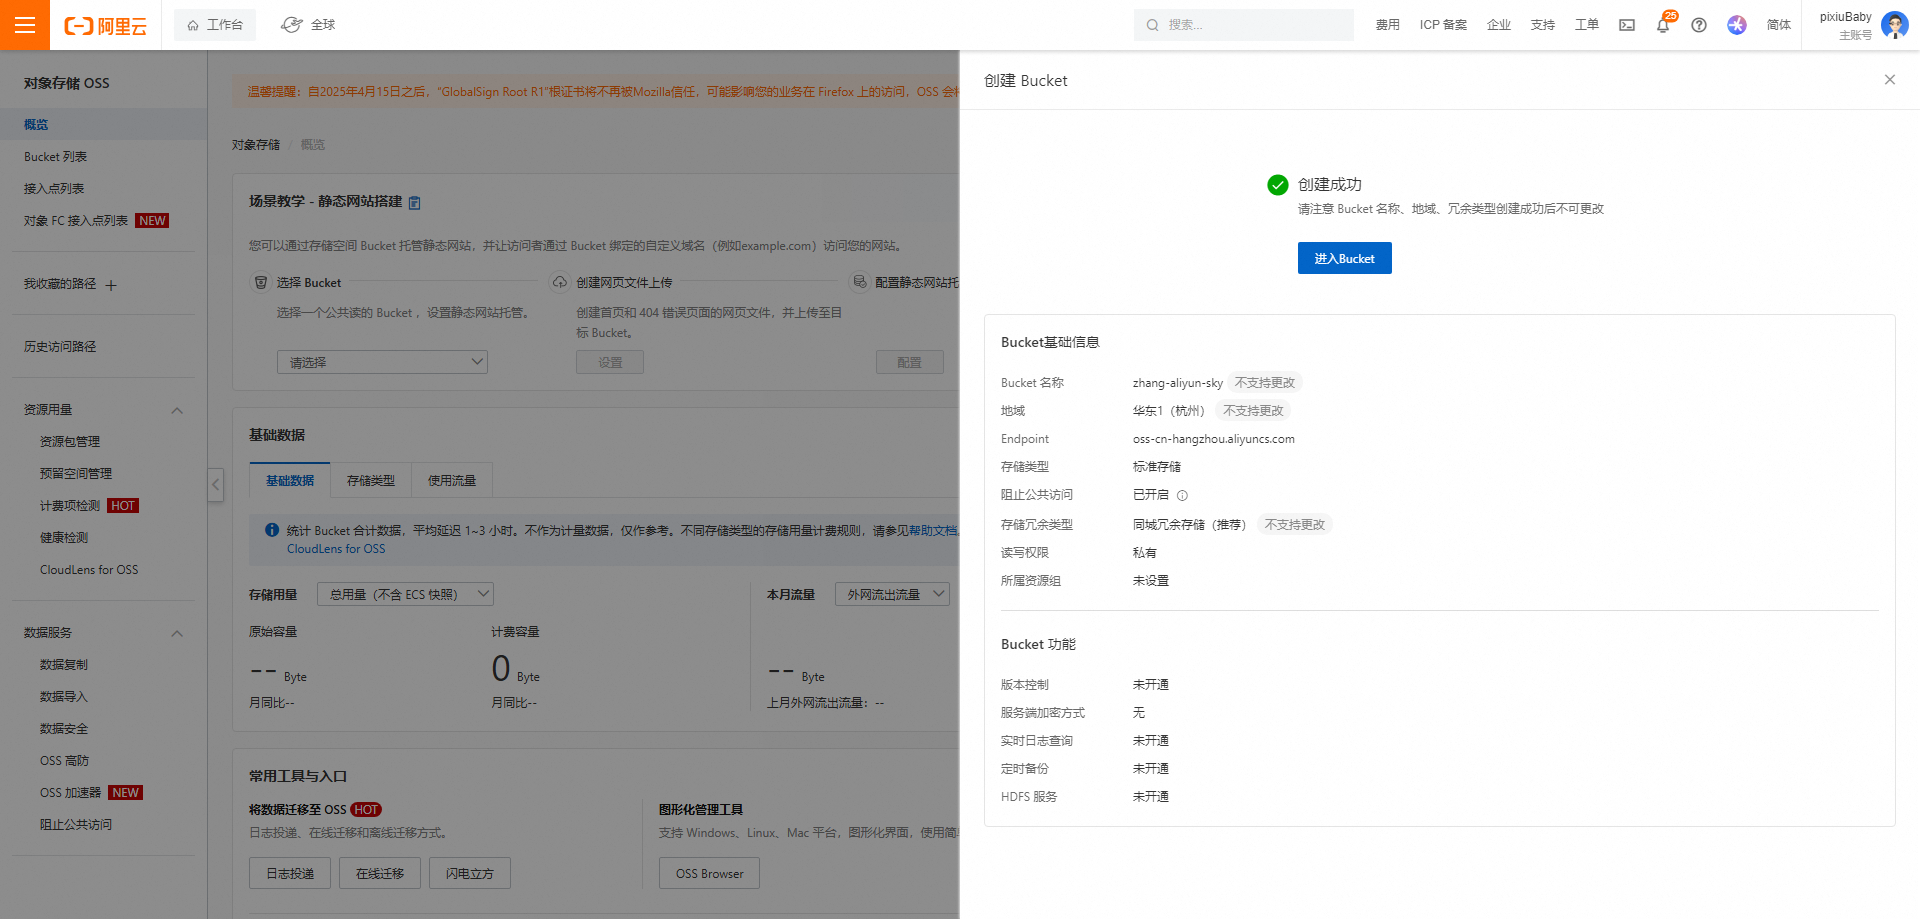 阿里云
工作台
全球
搜索...
费用
ICP 备案
企业
支持
工单
25
简体
pixiuBaby
主账号
对象存储 OSS
概览
Bucket 列表
接入点列表
对象 FC 接入点列表 NEW
我收藏的路径
历史访问路径
资源用量
资源包管理
预留空间管理
计费项检测 HOT
健康检测
CloudLens for OSS
数据服务
数据复制
数据导入
数据安全
OSS 高防
OSS 加速器 NEW
阻止公共访问
温馨提醒：自2025年4月15日之后，“GlobalSign Root R1”根证书将不再被Mozilla信任，可能影响您的业务在 Firefox 上的访问，OSS 会
对象存储 / 概览
场景教学 - 静态网站搭建
您可以通过存储空间 Bucket 托管静态网站，并让访问者通过 Bucket 绑定的自定义域名（例如example.com）访问您的网站。
选择 Bucket
选择一个公共读的 Bucket ，设置静态网站托管。
请选择
创建网页文件上传
创建首页和 404 错误页面的网页文件，并上传至目
标 Bucket。
设置
配置静态网站托
配置
基础数据
基础数据
存储类型
使用流量
统计 Bucket 合计数据，平均延迟 1~3 小时。不作为计量数据，仅作参考。不同存储类型的存储用量计费规则，请参见帮助文档。
CloudLens for OSS
存储用量
总用量（不含 ECS 快照）
本月流量
外网流出流量
原始容量
计费容量
-- Byte
0 Byte
-- Byte
月同比--
月同比--
上月外网流出流量： --
常用工具与入口
将数据迁移至 OSS HOT
日志投递、在线迁移和离线迁移方式。
日志投递
在线迁移
闪电立方
图形化管理工具
支持 Windows、Linux、Mac 平台，图形化界面，使用简
OSS Browser
创建 Bucket
创建成功
请注意 Bucket 名称、地域、冗余类型创建成功后不可更改
进入Bucket
Bucket基础信息
Bucket 名称 zhang-aliyun-sky 不支持更改
地域 华东1（杭州） 不支持更改
Endpoint oss-cn-hangzhou.aliyuncs.com
存储类型 标准存储
阻止公共访问 已开启
存储冗余类型 同城冗余存储（推荐） 不支持更改
读写权限 私有
所属资源组 未设置
Bucket 功能
版本控制 未开通
服务端加密方式 无
实时日志查询 未开通
定时备份 未开通
HDFS 服务 未开通